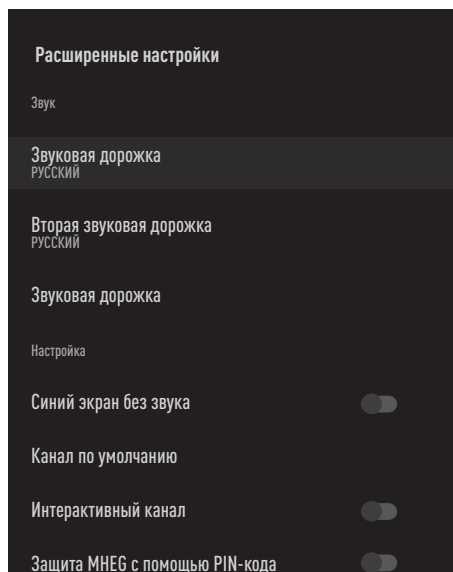 Расширенные настройки
Звук
Звуковая дорожка
РУССКИЙ
Вторая звуковая дорожка
РУССКИЙ
Звуковая дорожка
Настройка
Синий экран без звука
Канал по умолчанию
Интерактивный канал
Защита MHEG с помощью PIN-кода